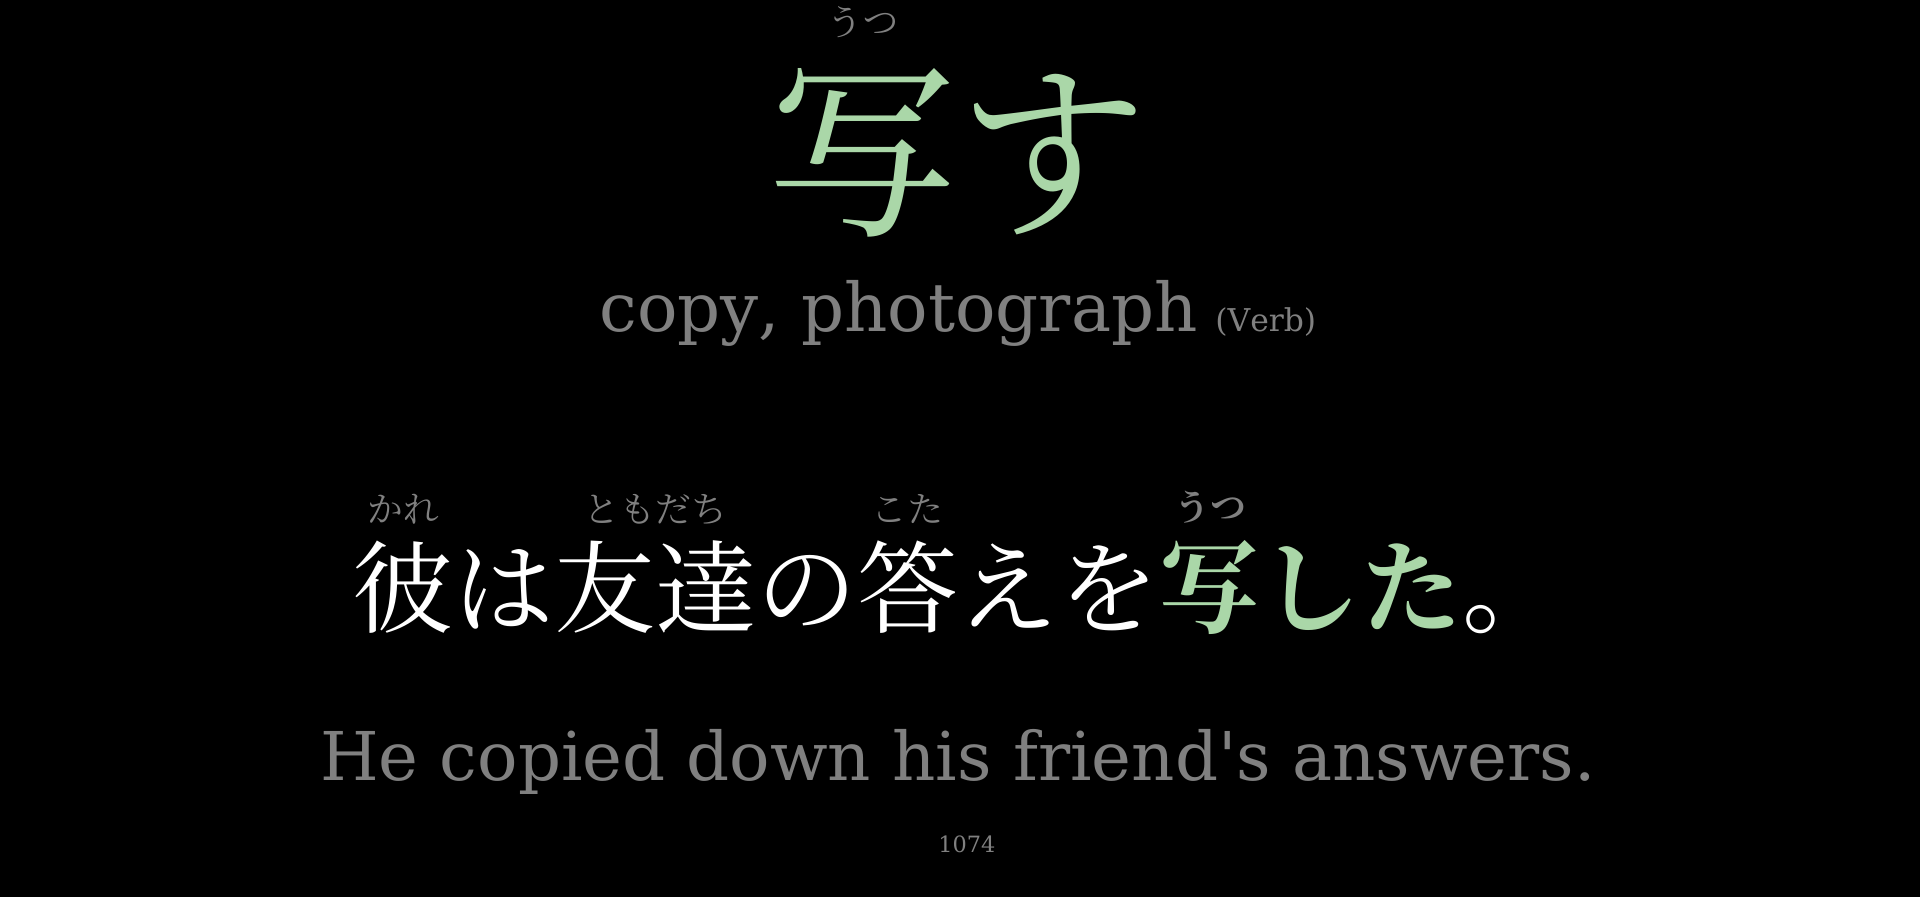 うつ
写す
copy, photograph (Verb)
かれ ともだち こた うつ
彼は友達の答えを写した。
He copied down his friend's answers.
1074